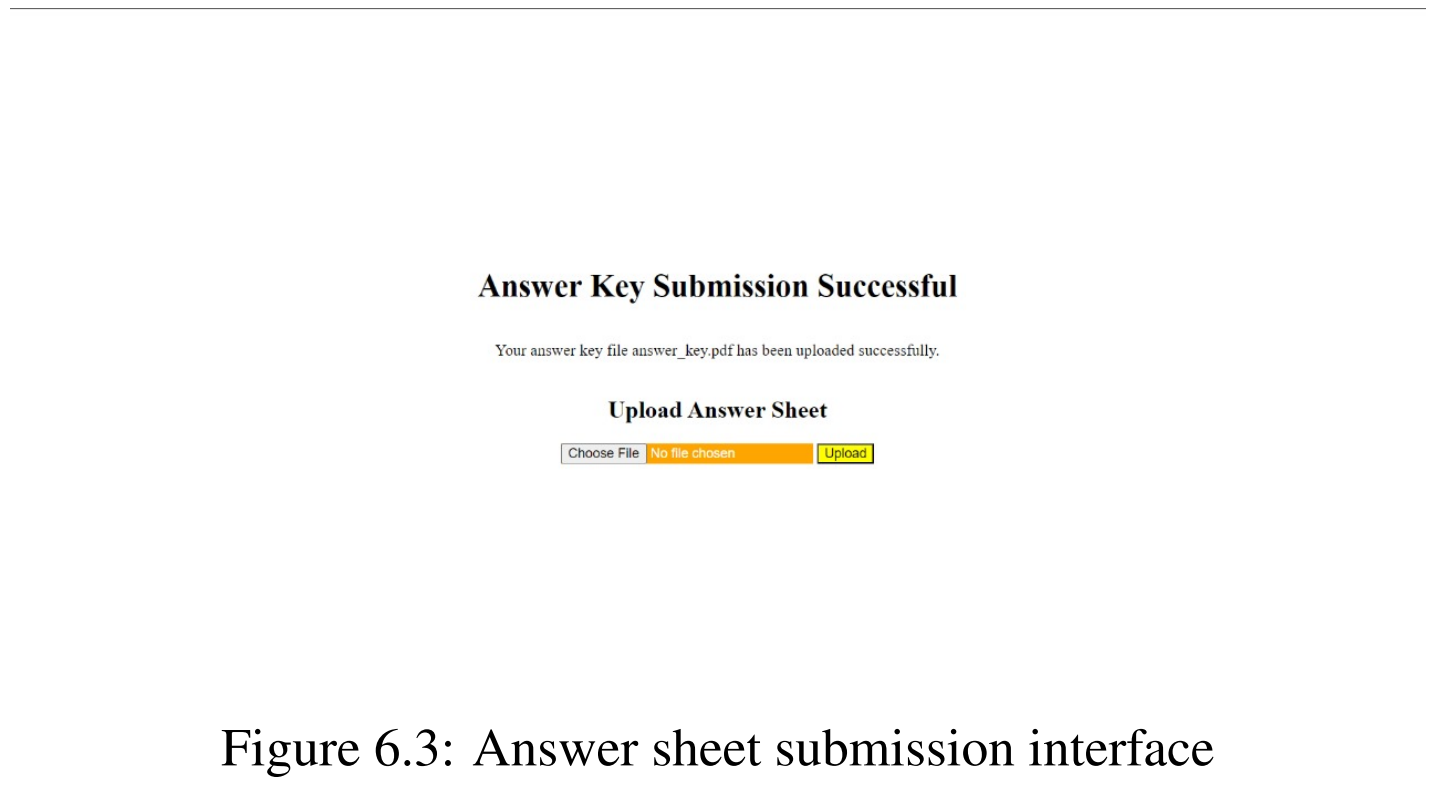 Answer Key Submission Successful
Your answer key file answer_key.pdf has been uploaded successfully.
Upload Answer Sheet
Choose File No file chosen Upload
Figure 6.3: Answer sheet submission interface